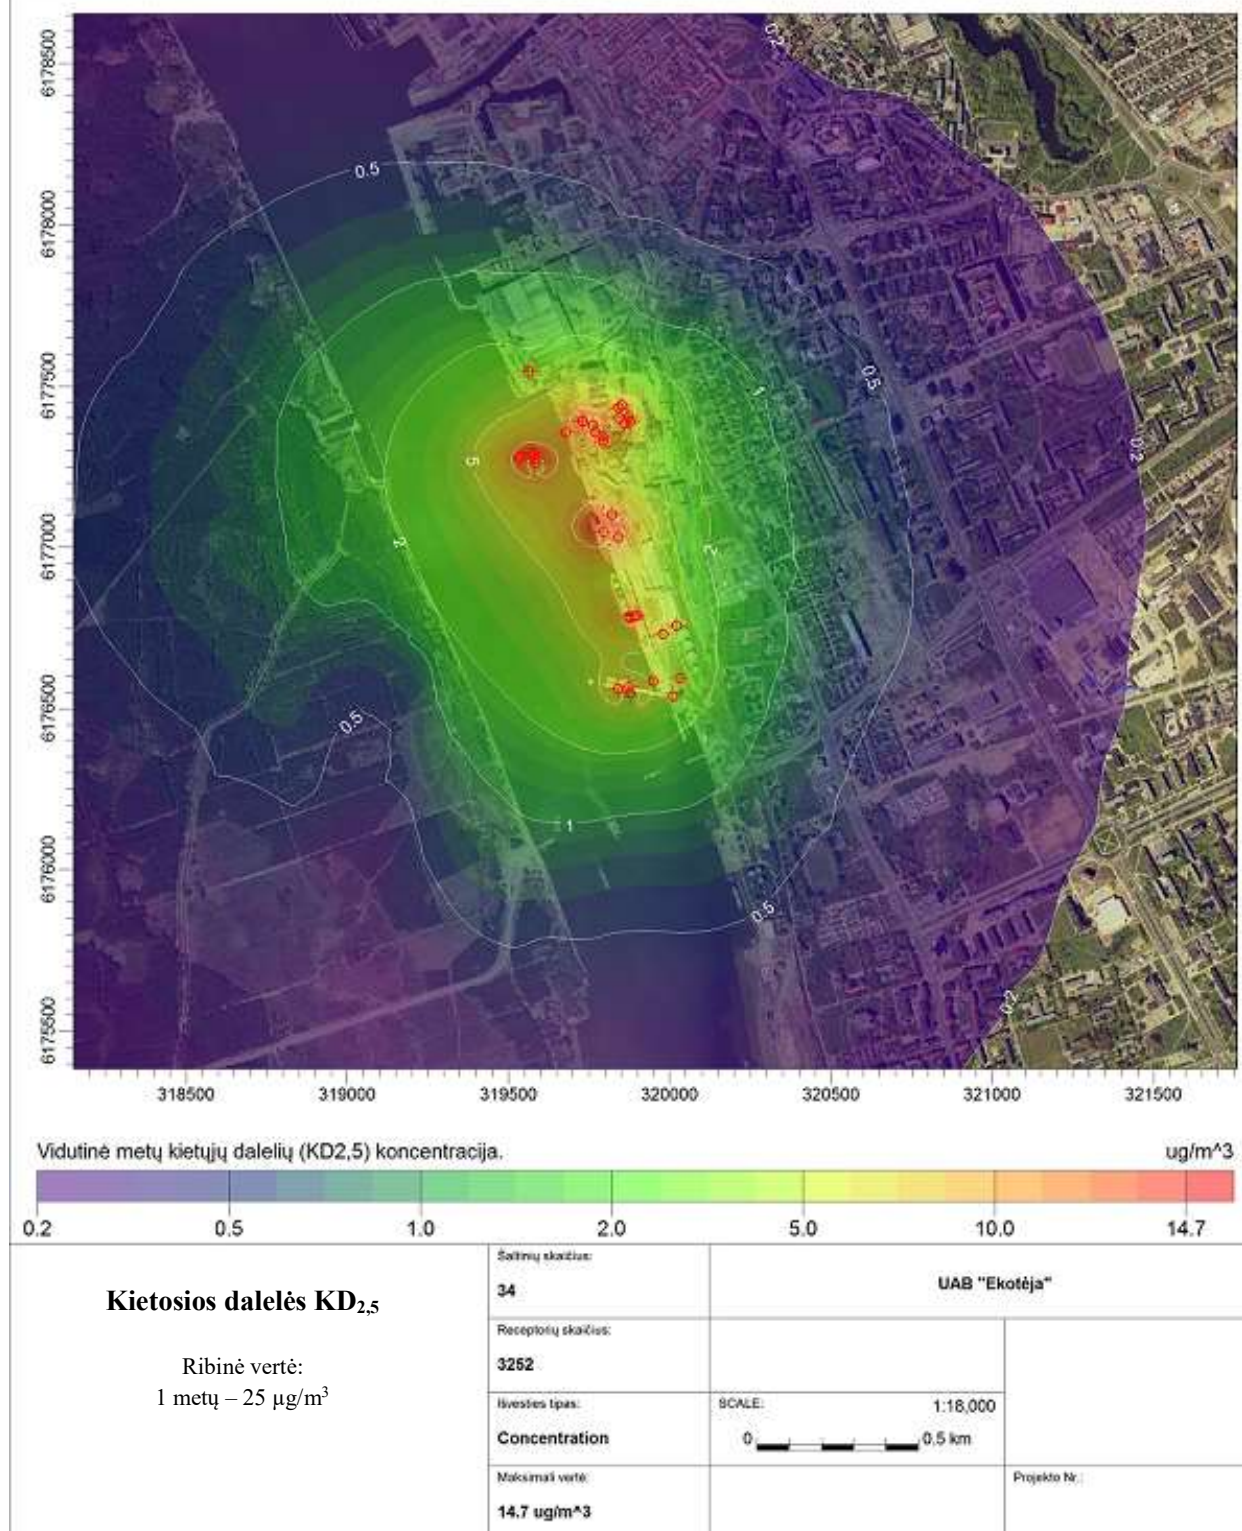 6178500
6178000
6177500
6177000
6176500
6176000
6175500
0.2
0.5
1
0.5
5
0.2
2
2
0.5
1
0.5
0.2
318500 319000 319500 320000 320500 321000 321500
Vidutinė metų kietųjų dalelių (KD2,5) koncentracija. ug/m^3
0.2 0.5 1.0 2.0 5.0 10.0 14.7
Kietosios dalelės KD2,5
Ribinė vertė:
1 metų – 25 µg/m3
Šaltinių skaičius:
34
UAB "Ekotėja"
Receptorių skaičius:
3252
Išvesties tipas:
Concentration
SCALE: 1:18,000
0 0.5 km
Maksimali vertė:
14.7 ug/m^3
Projekto Nr.: